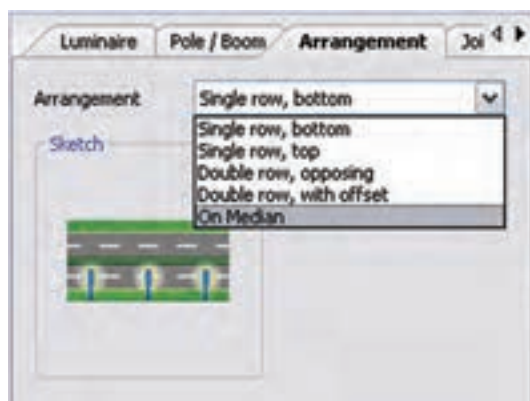 Luminaire Pole / Boom Arrangement Joi
Arrangement Single row, bottom
Sketch
Single row, bottom
Single row, top
Double row, opposing
Double row, with offset
On Median